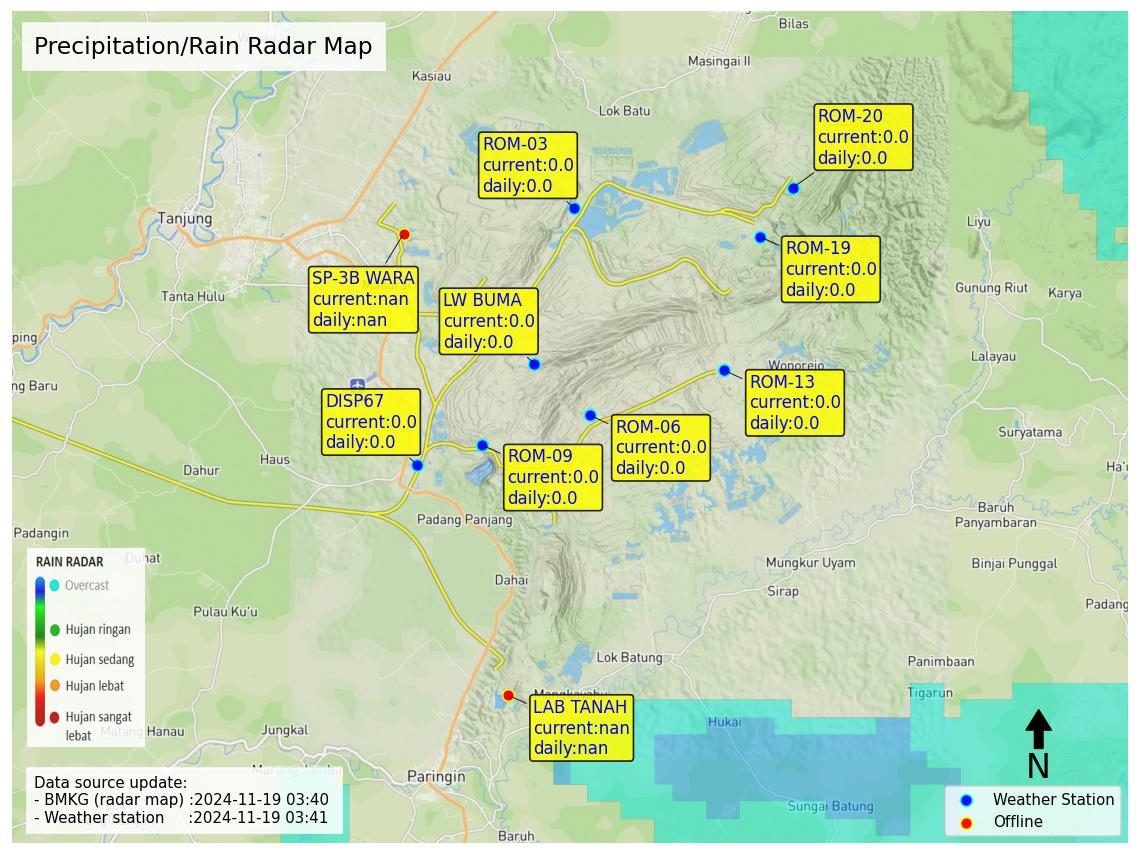 Precipitation/Rain Radar Map
Bilas
Masingai II
Kasiau
Lok Batu
ROM-20
current:0.0
daily:0.0
ROM-03
current:0.0
daily:0.0
Tanjung
Liyu
ROM-19
current:0.0
daily:0.0
SP-3B WARA
current:nan
daily:nan
Tanta Hulu
LW BUMA
current:0.0
daily:0.0
Gunung Riut
Karya
ping
Lalayau
Wonorejo
ng Baru
ROM-13
current:0.0
daily:0.0
DISP67
current:0.0
daily:0.0
ROM-06
current:0.0
daily:0.0
Suryatama
ROM-09
current:0.0
daily:0.0
Haus
Dahur
Ha'u
Baruh
Panyambaran
Padang Panjang
Padangin
Duhat
RAIN RADAR
Overcast
Hujan ringan
Hujan sedang
Hujan lebat
Hujan sangat
lebat
Mungkur Uyam
Binjai Punggal
Dahai
Sirap
Padang
Pulau Ku'u
Lok Batung
Panimbaan
Tigarun
Mangkayahu
LAB TANAH
current:nan
daily:nan
Hukai
Matang Hanau
Jungkal
Murung Jambu
Paringin
N
Data source update:
- BMKG (radar map) :2024-11-19 03:40
- Weather station :2024-11-19 03:41
Sungai Batung
Baruh
Weather Station
Offline